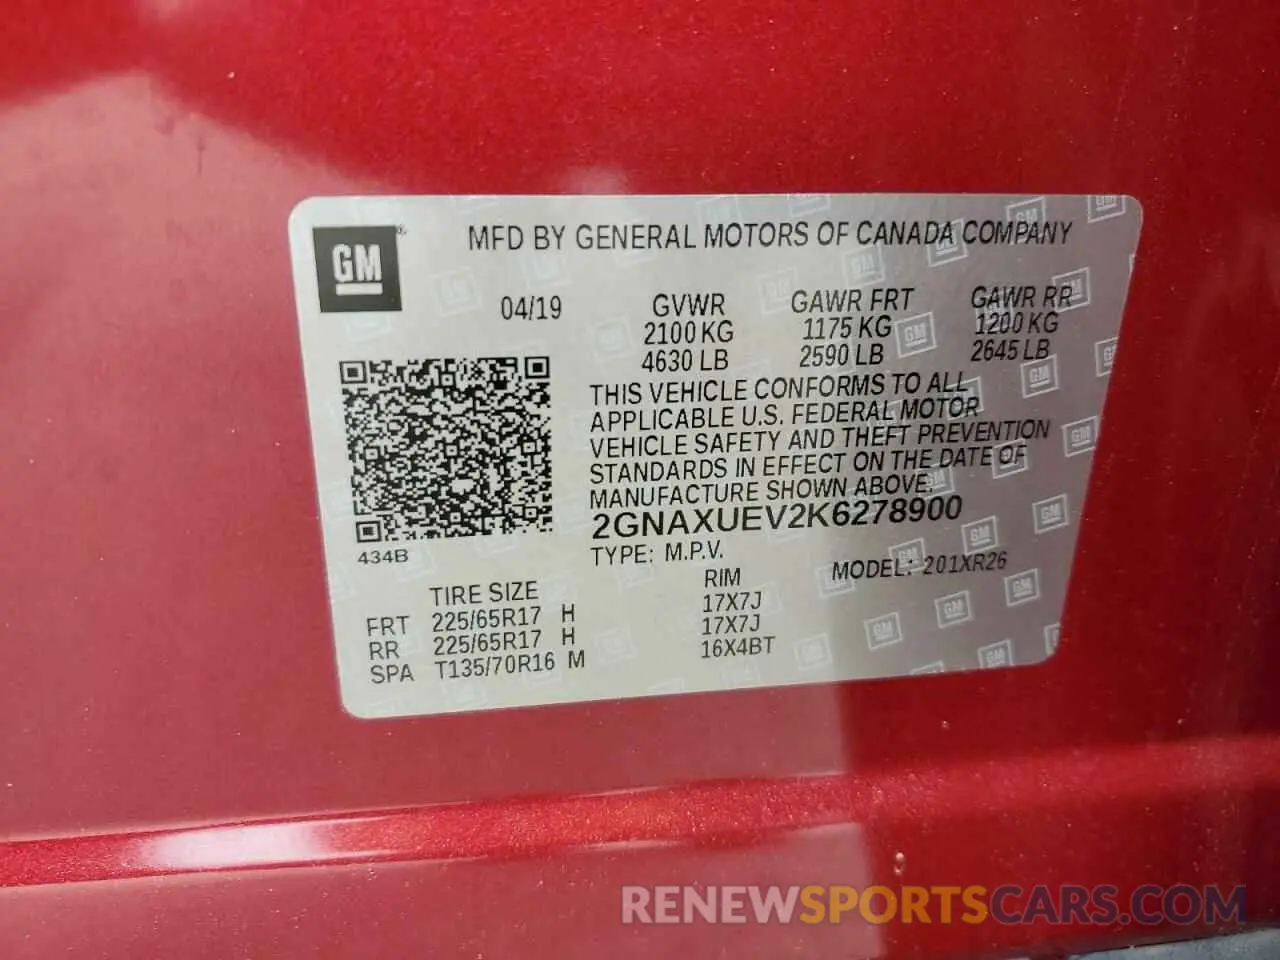 GM
MFD BY GENERAL MOTORS OF CANADA COMPANY
04/19 GVWR GAWR FRT GAWR RR
2100 KG 1175 KG 1200 KG
4630 LB 2590 LB 2645 LB
THIS VEHICLE CONFORMS TO ALL
APPLICABLE U.S. FEDERAL MOTOR
VEHICLE SAFETY AND THEFT PREVENTION
STANDARDS IN EFFECT ON THE DATE OF
MANUFACTURE SHOWN ABOVE.
2GNAXUEV2K6278900
434B
TYPE: M.P.V. MODEL: 201XR26
TIRE SIZE RIM
FRT 225/65R17 H 17X7J
RR 225/65R17 H 17X7J
SPA T135/70R16 M 16X4BT
RENEWSPORTSCARS.COM